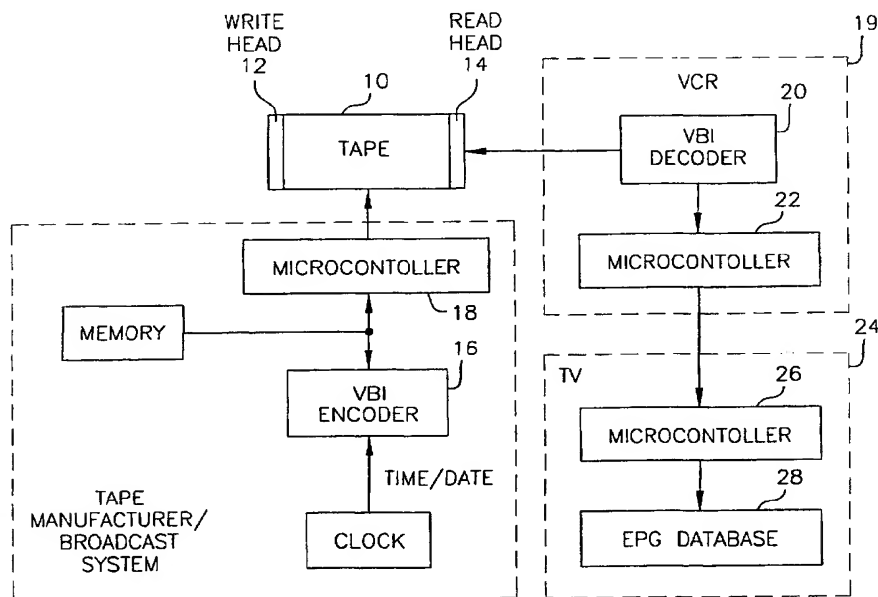 WRITE
HEAD
12
READ
HEAD
14
10
TAPE
19
VCR
20
VBI
DECODER
22
MICROCONTOLLER
MICROCONTOLLER
18
MEMORY
16
VBI
ENCODER
TIME/DATE
CLOCK
TAPE
MANUFACTURER/
BROADCAST
SYSTEM
24
TV
26
MICROCONTOLLER
28
EPG DATABASE